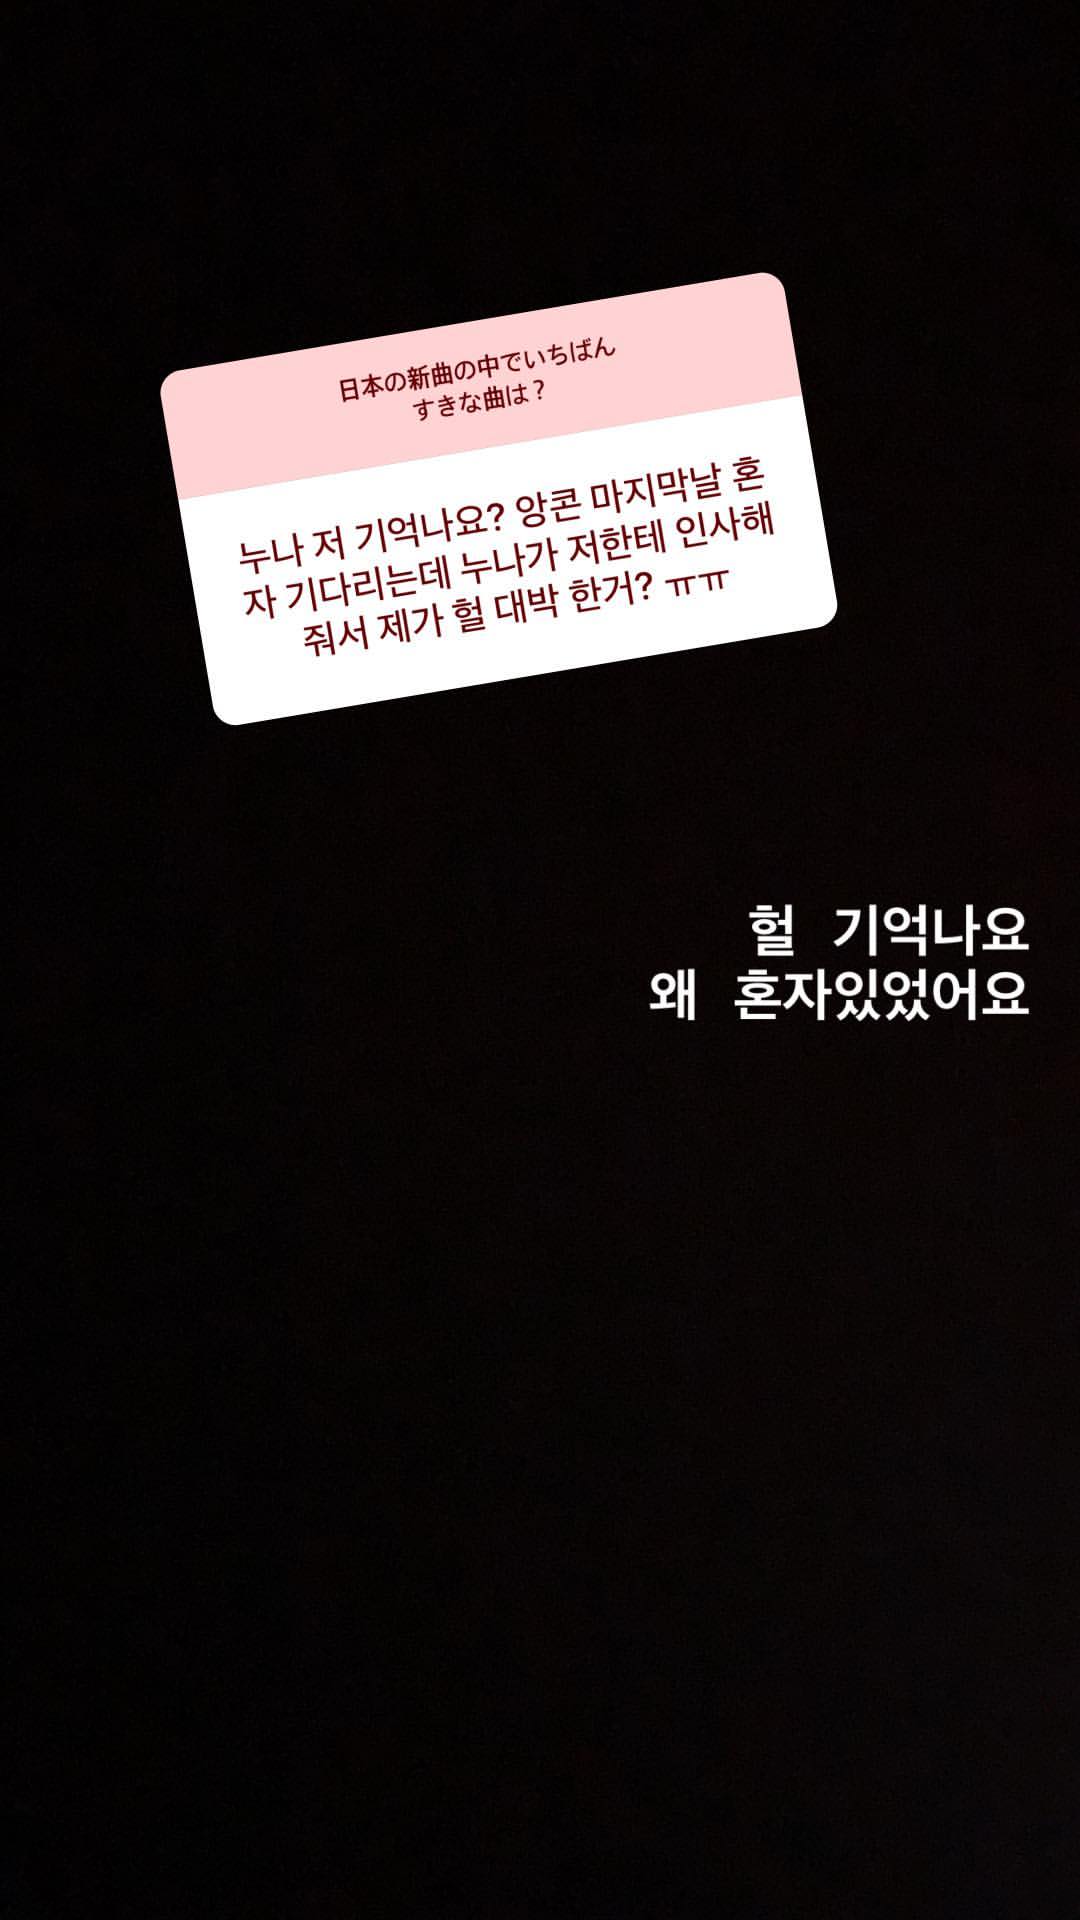 日本の新曲の中でいちばん
すきな曲は？
누나 저 기억나요? 앙콘 마지막날 혼
자 기다리는데 누나가 저한테 인사해
줘서 제가 헐 대박 한거? ㅠㅠ
헐 기억나요
왜 혼자있었어요